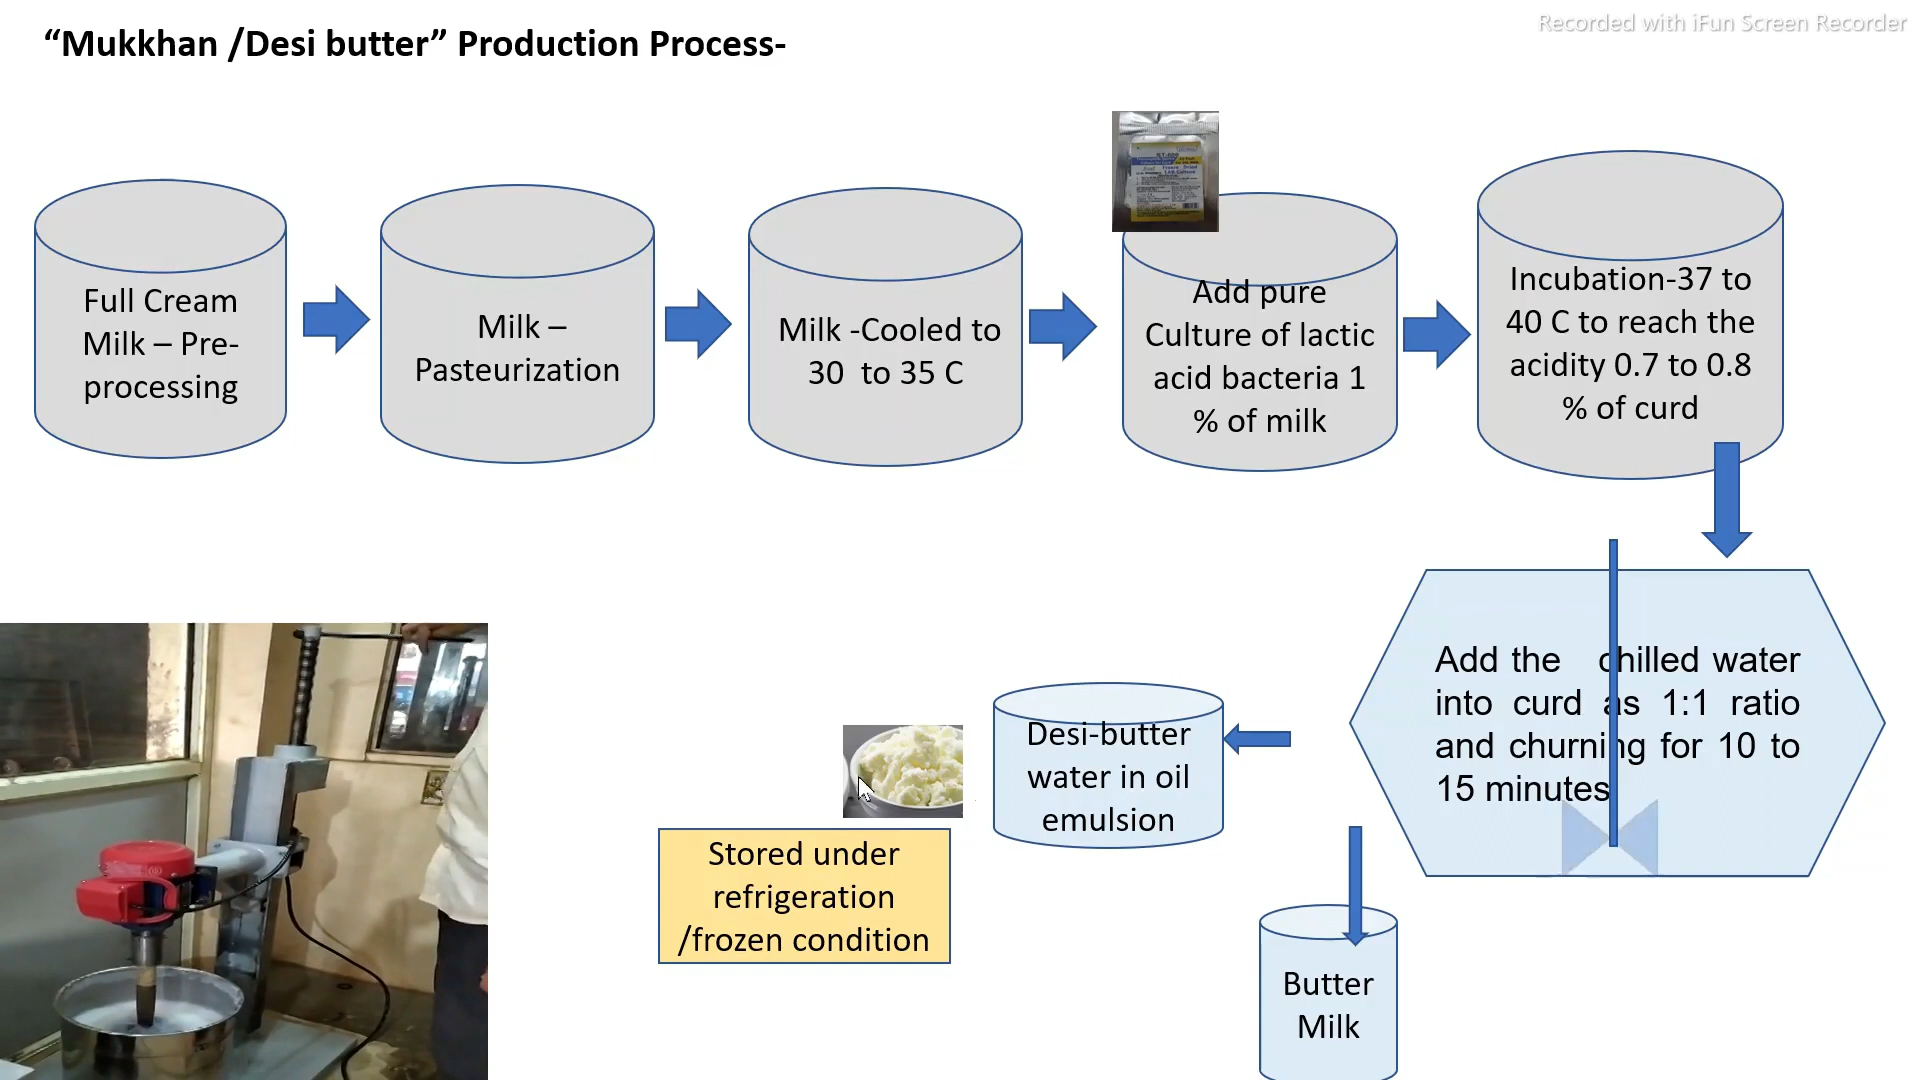 Recorded with iFun Screen Recorder
“Mukkhan /Desi butter” Production Process-
Full Cream
Milk – Pre-
processing
Milk –
Pasteurization
Milk -Cooled to
30 to 35 C
Add pure
Culture of lactic
acid bacteria 1
% of milk
Incubation-37 to
40 C to reach the
acidity 0.7 to 0.8
% of curd
Add the chilled water
into curd as 1:1 ratio
and churning for 10 to
15 minutes
Desi-butter
water in oil
emulsion
Stored under
refrigeration
/frozen condition
Butter
Milk